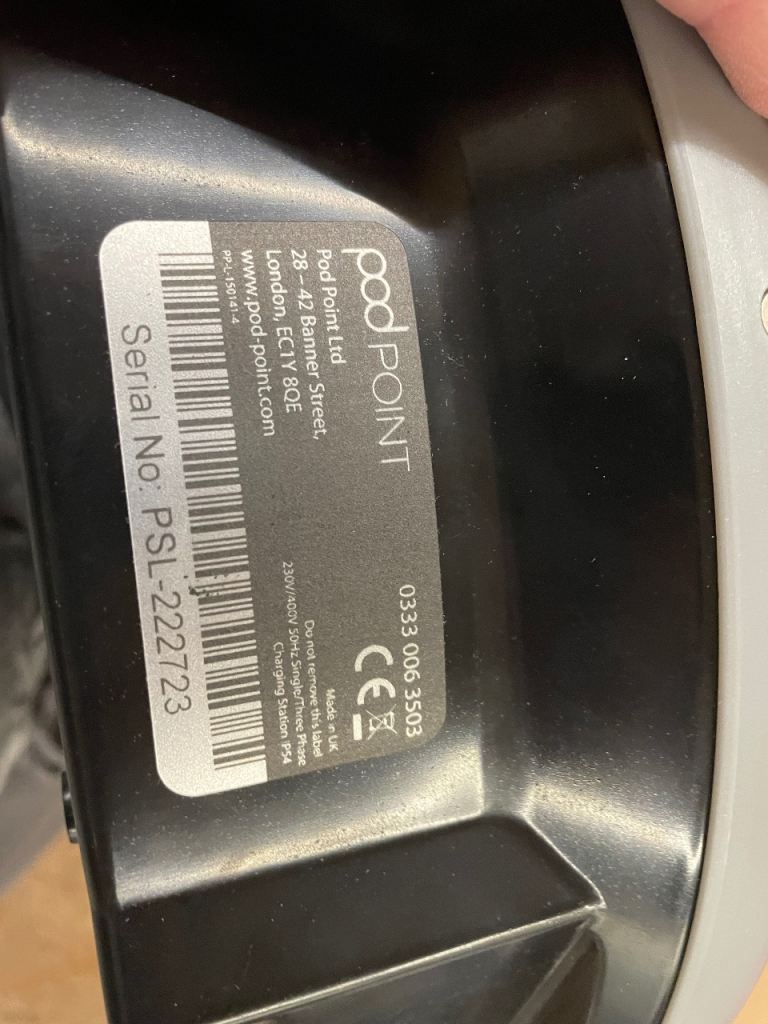 pod POINT
Pod Point Ltd
28 – 42 Banner Street,
London, EC1Y 8QE
www.pod-point.com
PP-L-150141-4
0333 006 3503
CE
Made in UK
Do not remove this label
230V/400V 50Hz Single/Three Phase
Charging Station IP54
Serial No: PSL-222723